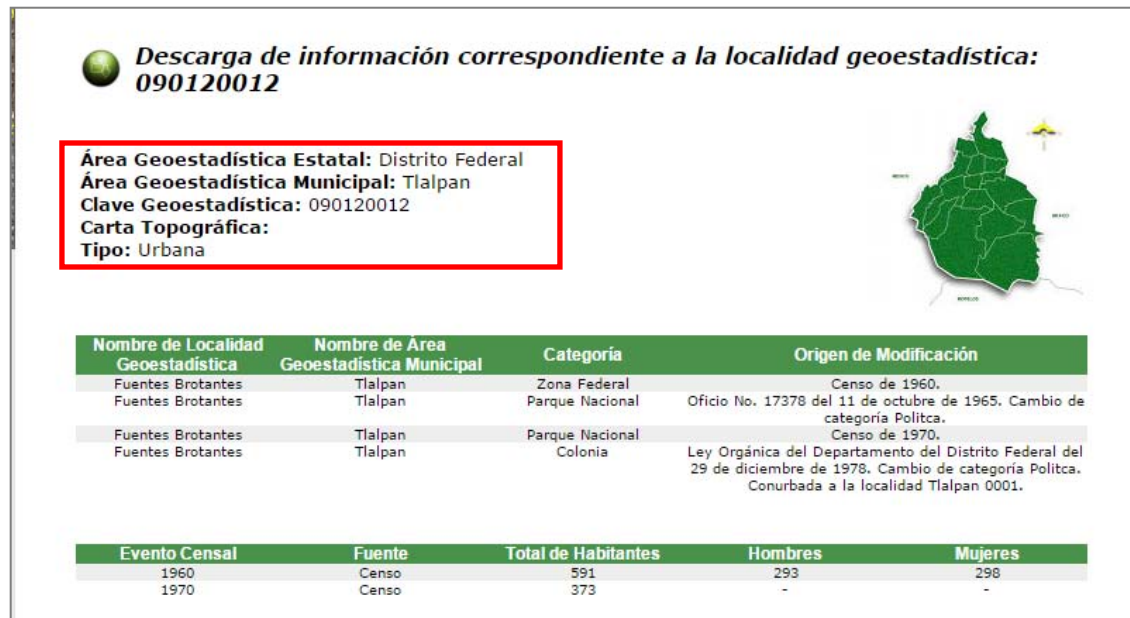 Descarga de información correspondiente a la localidad geoestadística:
090120012
Área Geoestadística Estatal: Distrito Federal
Área Geoestadística Municipal: Tlalpan
Clave Geoestadística: 090120012
Carta Topográfica:
Tipo: Urbana
MEXICO
MEXICO
MORELOS
Nombre de Localidad Geoestadística Nombre de Área Geoestadística Municipal Categoría Origen de Modificación
Fuentes Brotantes Tlalpan Zona Federal Censo de 1960.
Fuentes Brotantes Tlalpan Parque Nacional Oficio No. 17378 del 11 de octubre de 1965. Cambio de
categoría Politca.
Fuentes Brotantes Tlalpan Parque Nacional Censo de 1970.
Fuentes Brotantes Tlalpan Colonia Ley Orgánica del Departamento del Distrito Federal del
29 de diciembre de 1978. Cambio de categoría Politca.
Conurbada a la localidad Tlalpan 0001.
Evento Censal Fuente Total de Habitantes Hombres Mujeres
1960 Censo 591 293 298
1970 Censo 373 - -